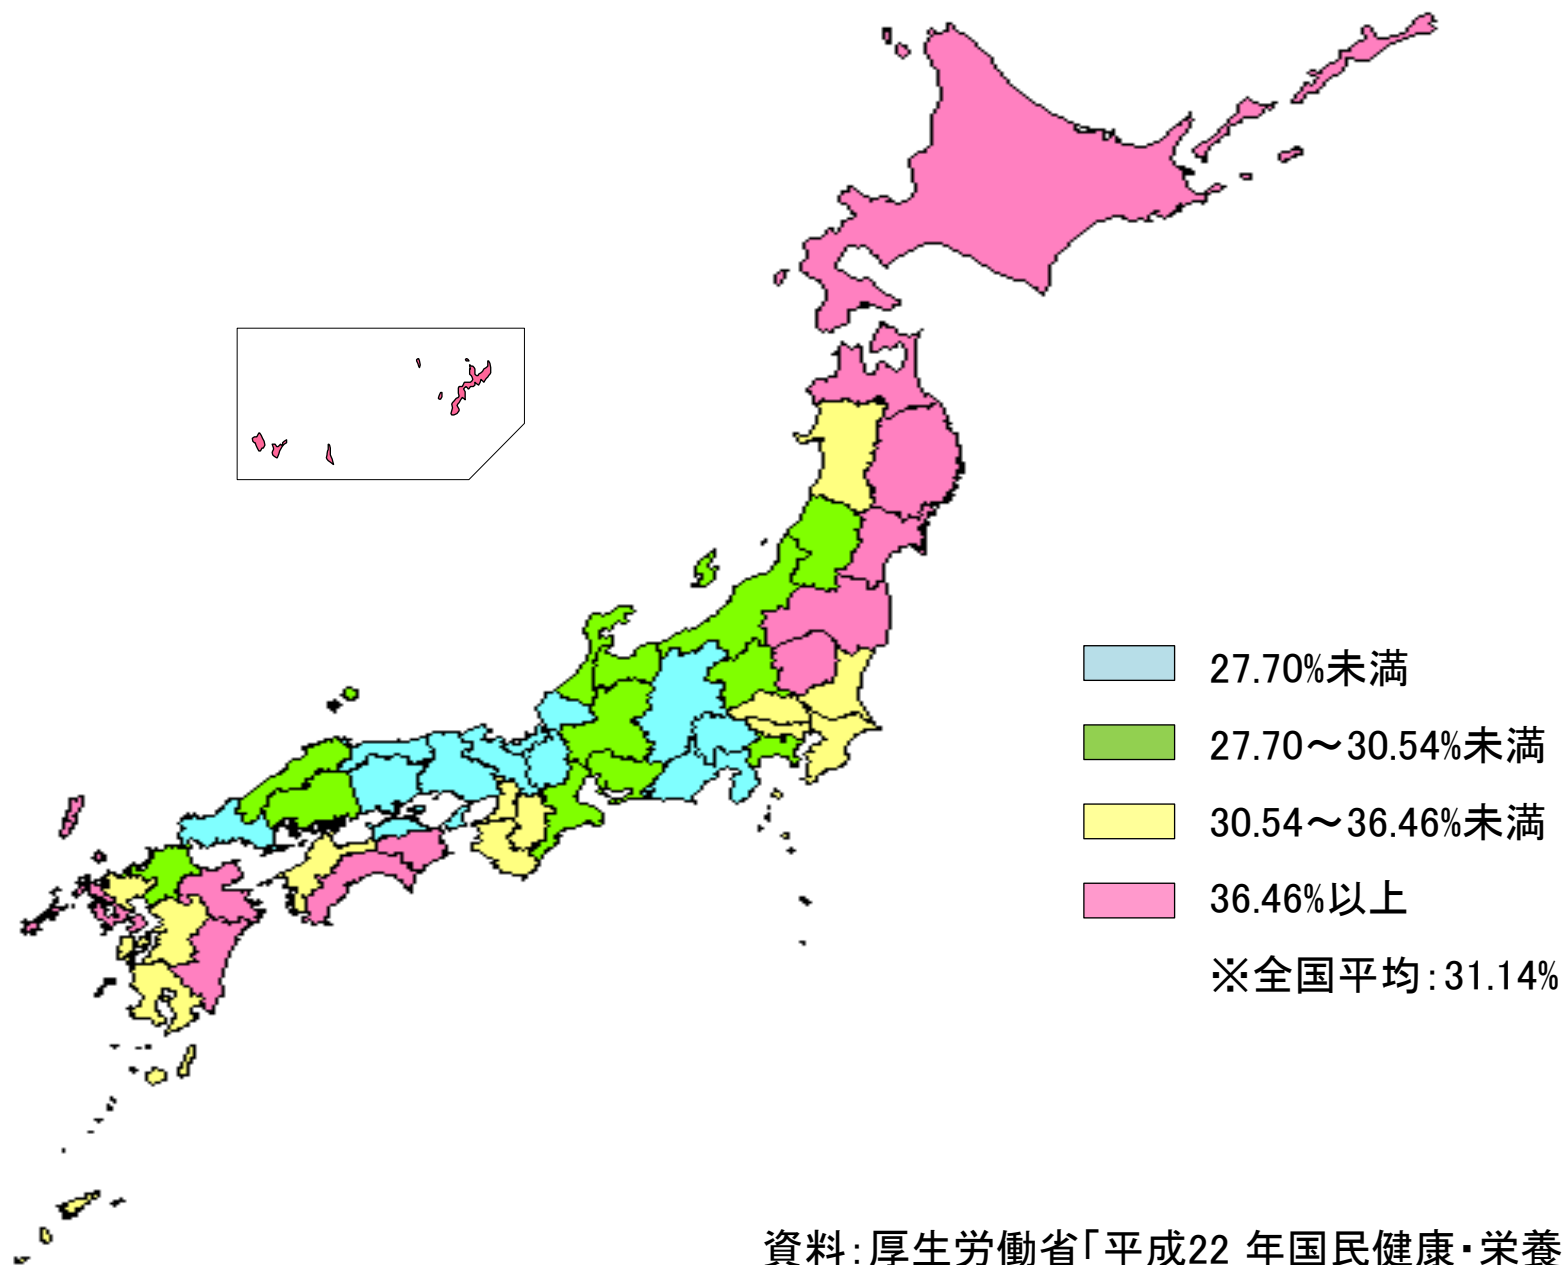 27.70%未満
27.70～30.54%未満
30.54～36.46%未満
36.46%以上
※全国平均：31.14%
資料：厚生労働省「平成22 年国民健康・栄養